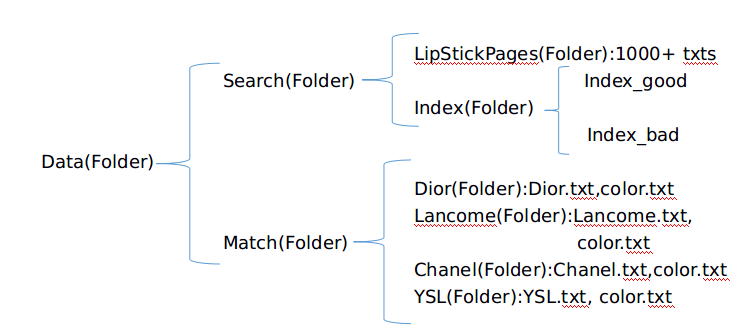 LipStickPages(Folder):1000+ txts
Search(Folder)
Index_good
Index(Folder)
Index_bad
Data(Folder)
Dior(Folder):Dior.txt,color.txt
Lancome(Folder):Lancome.txt,
color.txt
Match(Folder)
Chanel(Folder):Chanel.txt,color.txt
YSL(Folder):YSL.txt, color.txt